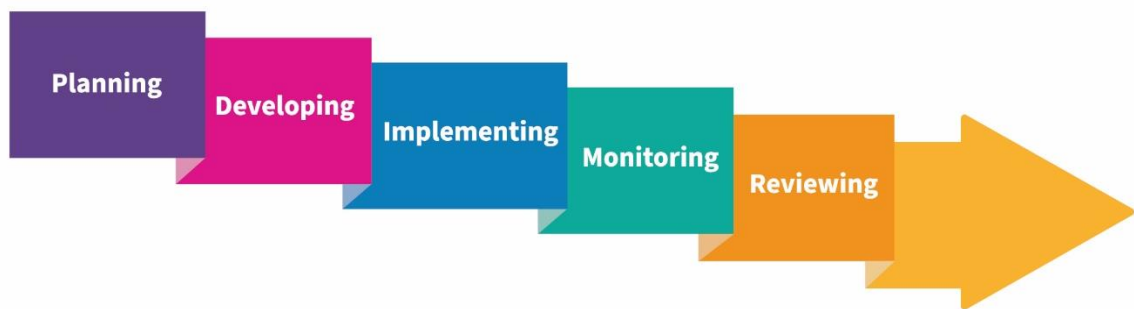 Planning
Developing
Implementing
Monitoring
Reviewing